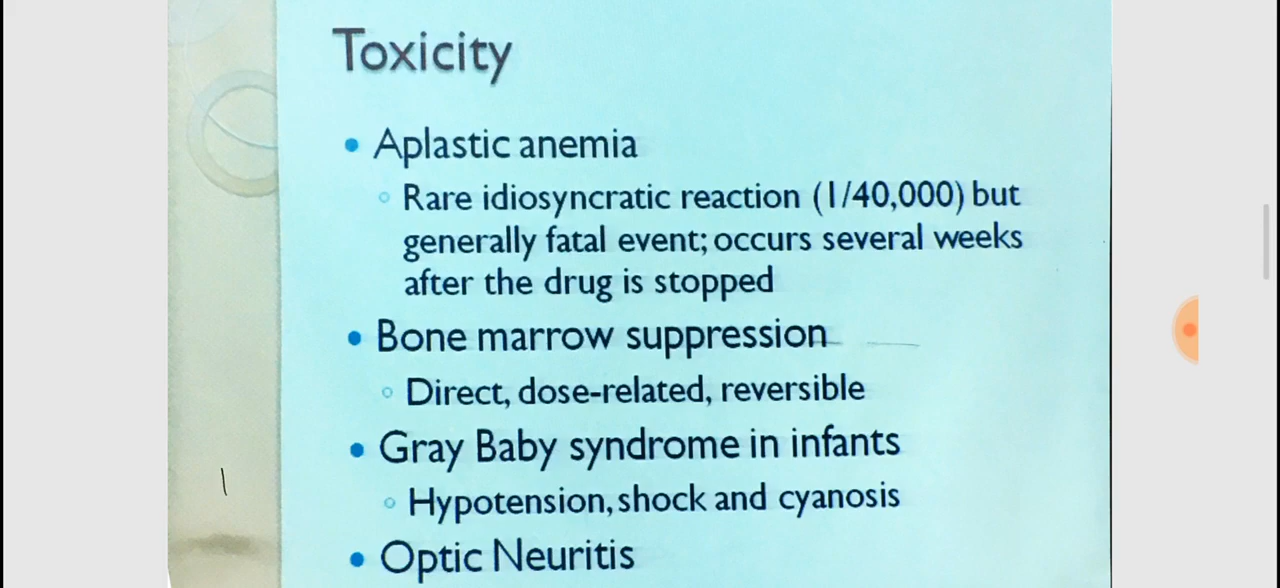 Toxicity
• Aplastic anemia
◦ Rare idiosyncratic reaction (1/40,000) but
generally fatal event; occurs several weeks
after the drug is stopped
• Bone marrow suppression
◦ Direct, dose-related, reversible
• Gray Baby syndrome in infants
◦ Hypotension, shock and cyanosis
• Optic Neuritis